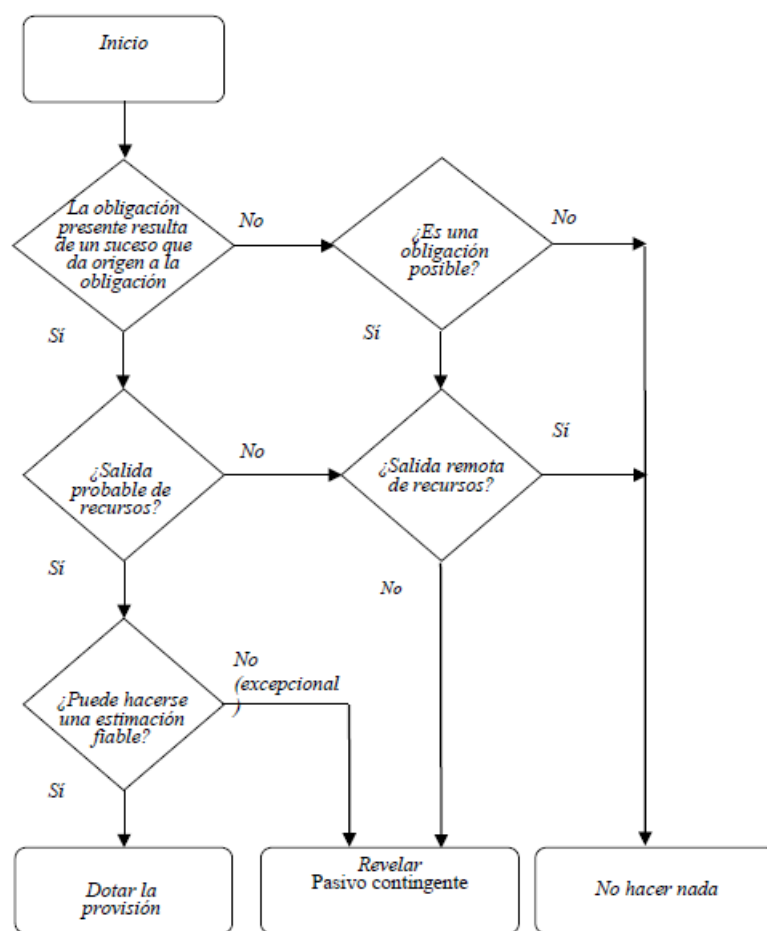 Inicio
La obligación
presente resulta
de un suceso que
da origen a la
obligación
No
¿Es una
obligación
posible?
No
Sí
Sí
¿Salida
probable de
recursos?
No
¿Salida remota
de recursos?
Sí
Sí
No
¿Puede hacerse
una estimación
fiable?
No
(excepcional
)
Sí
Dotar la
provisión
Revelar
Pasivo contingente
No hacer nada